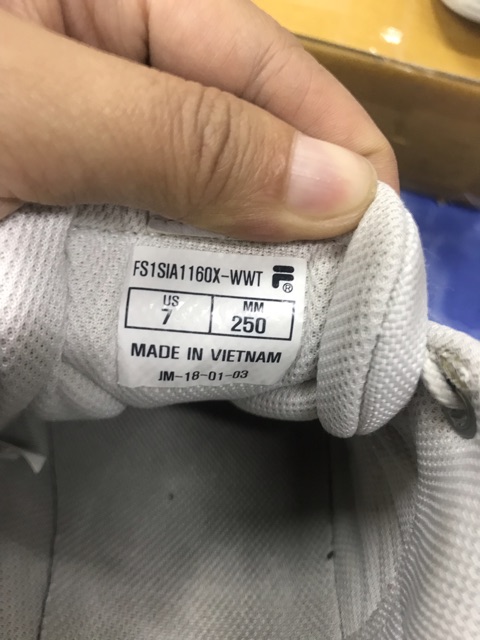 FS1SIA1160X-WWT F®
US MM
7 250
MADE IN VIETNAM
JM-18-01-03